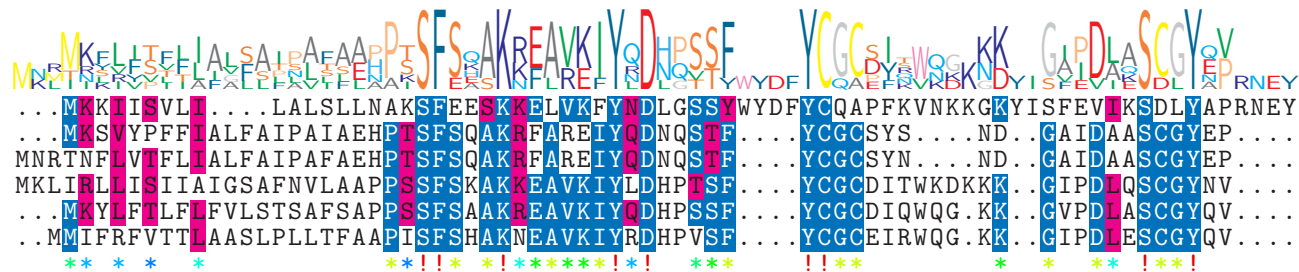 ...MKKIISVLI....LALSLLNAKSFEESKKELVKFYNDLGSSYWYDFYCQAPFKVNKKGKYISFEVIKSDLYAPRNEY
...MKSVYPFFIALFAIPAIAEHPTSFSQAKRFAREIYQDNQSTF....YCGCSYS....ND..GAIDAASCGYEP....
MNRTNFLVTFLIALFAIPAFAEHPTSFSQAKRFAREIYQDNQSTF....YCGCSYN....ND..GAIDAASCGYEP....
MKLIRLLISIIAIGSAFNVLAAPPSSFSKAKKEAVKIYLDHPTSF....YCGCDITWKDKKK..GIPDLQSCGYNV....
...MKYLFTLFLFVLSTSAFSAPPSSFSAAKREAVKIYQDHPSSF....YCGCDIQWQG.KK..GVPDLASCGYQV....
..MMIFRFVTTLAASLPLLTFAAPISFSHAKNEAVKIYRDHPVSF....YCGCEIRWQG.KK..GIPDLESCGYQV....
** * * * **!!* *!*****!**! *** !!** * * ** !**!